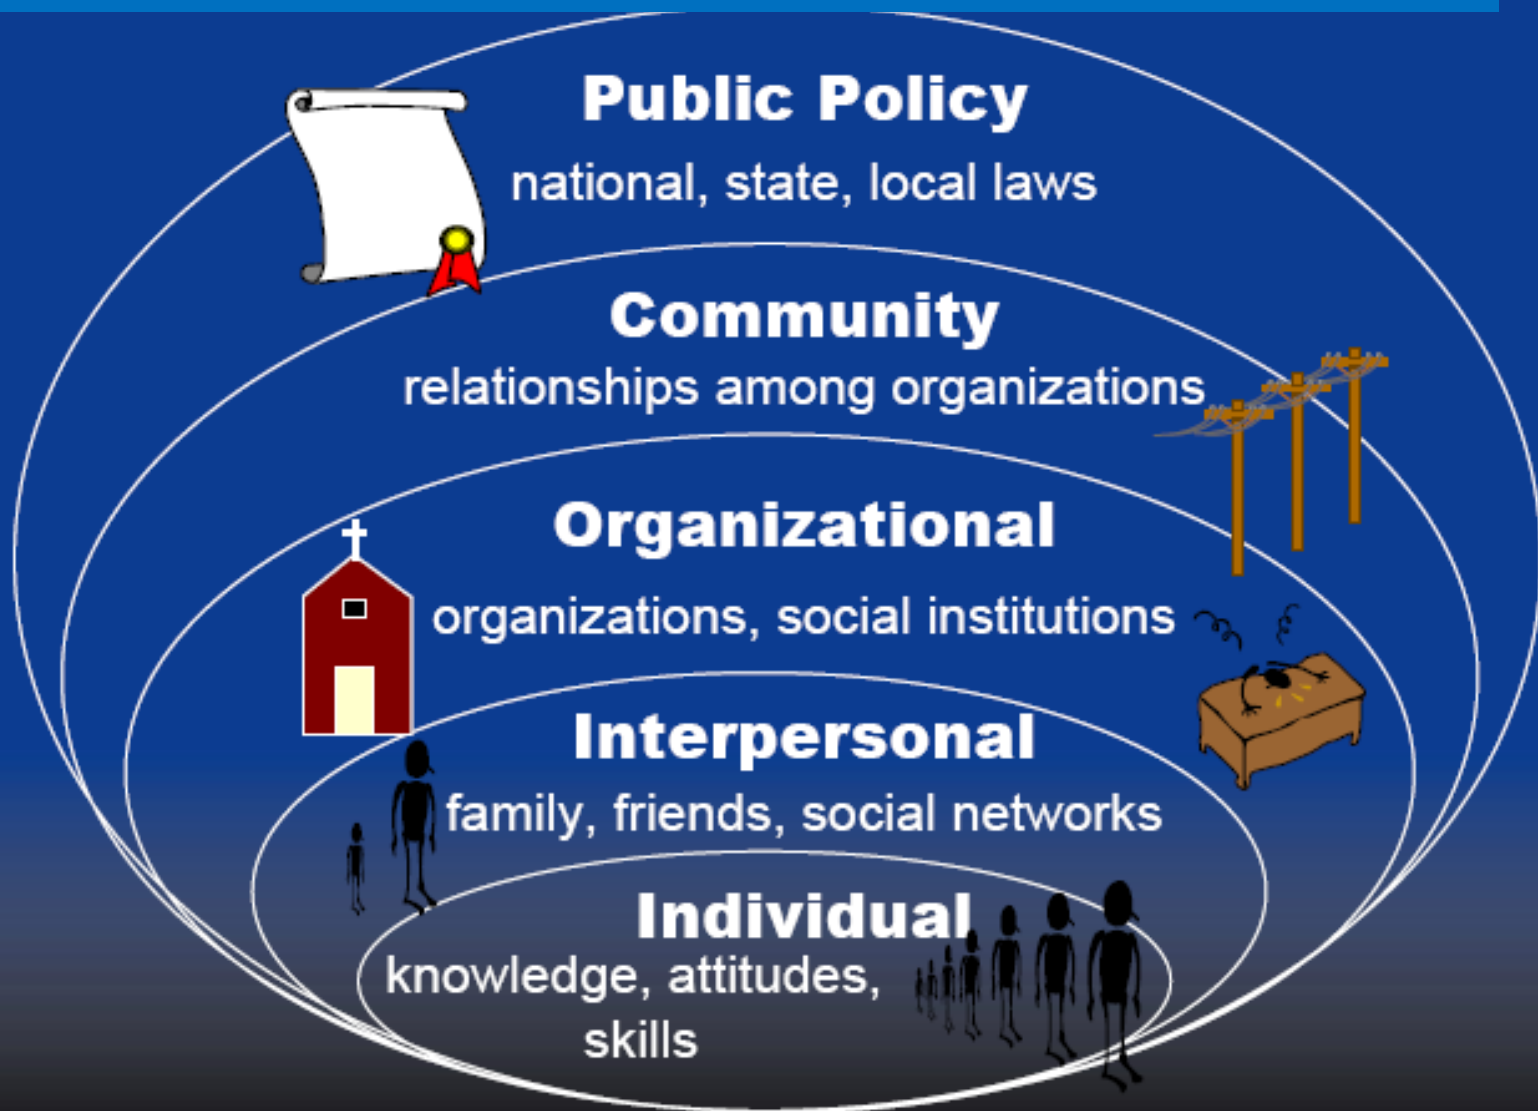 Public Policy
national, state, local laws
Community
relationships among organizations
Organizational
organizations, social institutions
Interpersonal
family, friends, social networks
Individual
knowledge, attitudes,
skills